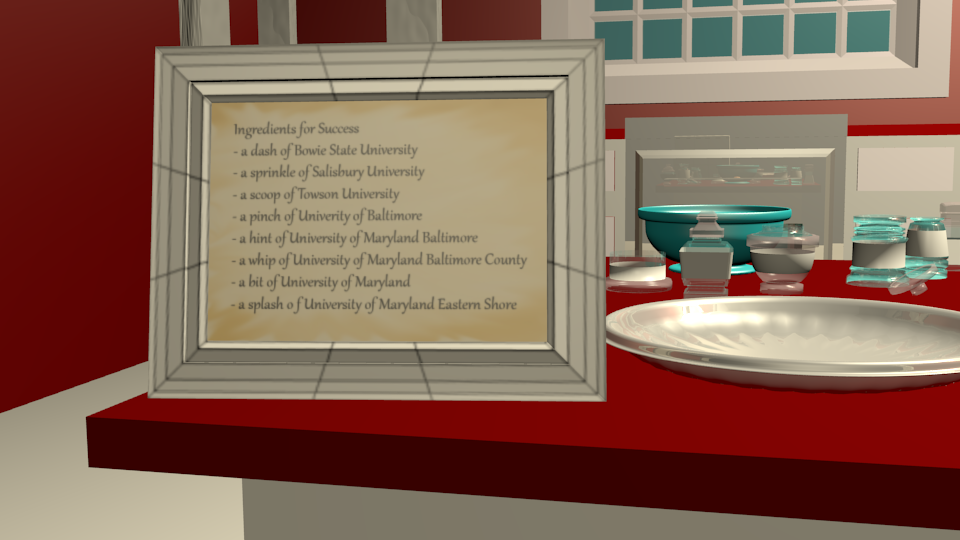 Ingredients for Success
- a dash of Bowie State University
- a sprinkle of Salisbury University
- a scoop of Towson University
- a pinch of Univerity of Baltimore
- a hint of University of Maryland Baltimore
- a whip of University of Maryland Baltimore County
- a bit of University of Maryland
- a splash of University of Maryland Eastern Shore